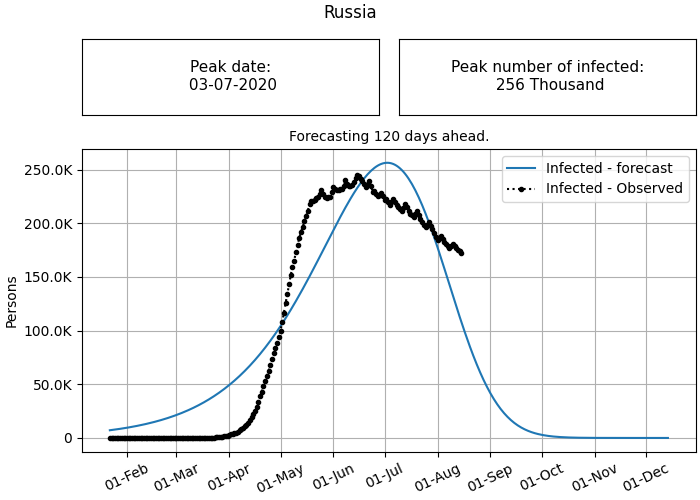 Russia
Peak date:
03-07-2020
Peak number of infected:
256 Thousand
Forecasting 120 days ahead.
Infected - forecast
Infected - Observed
Persons
250.0K
200.0K
150.0K
100.0K
50.0K
0
01-Feb
01-Mar
01-Apr
01-May
01-Jun
01-Jul
01-Aug
01-Sep
01-Oct
01-Nov
01-Dec